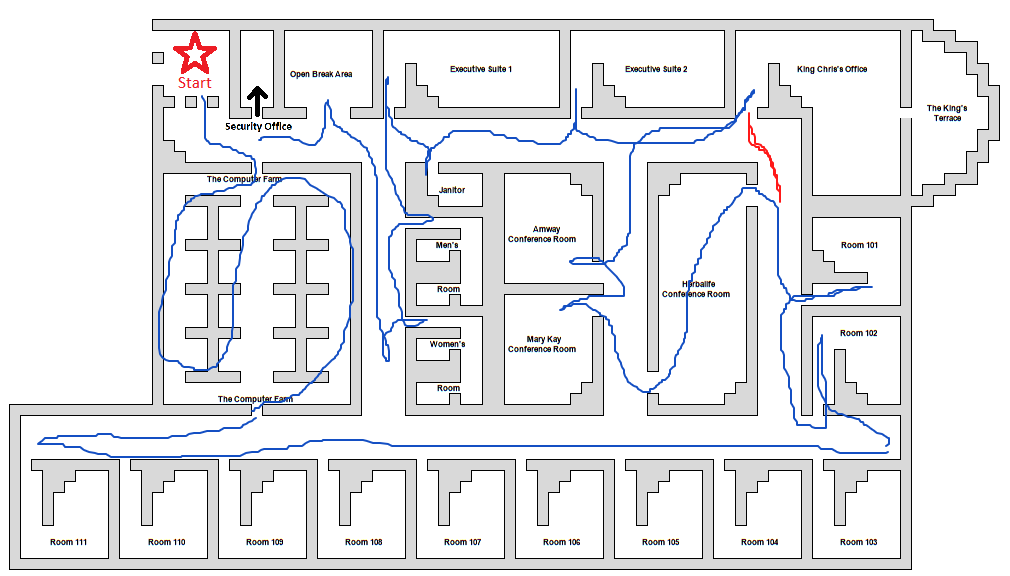 Start
Security Office
Open Break Area
Executive Suite 1
Executive Suite 2
King Chris's Office
The King's
Terrace
The Computer Farm
Janitor
Men's
Room
Women's
Room
Amway
Conference Room
Mary Kay
Conference Room
Herbalife
Conference Room
Room 101
Room 102
The Computer Farm
Room 111
Room 110
Room 109
Room 108
Room 107
Room 106
Room 105
Room 104
Room 103